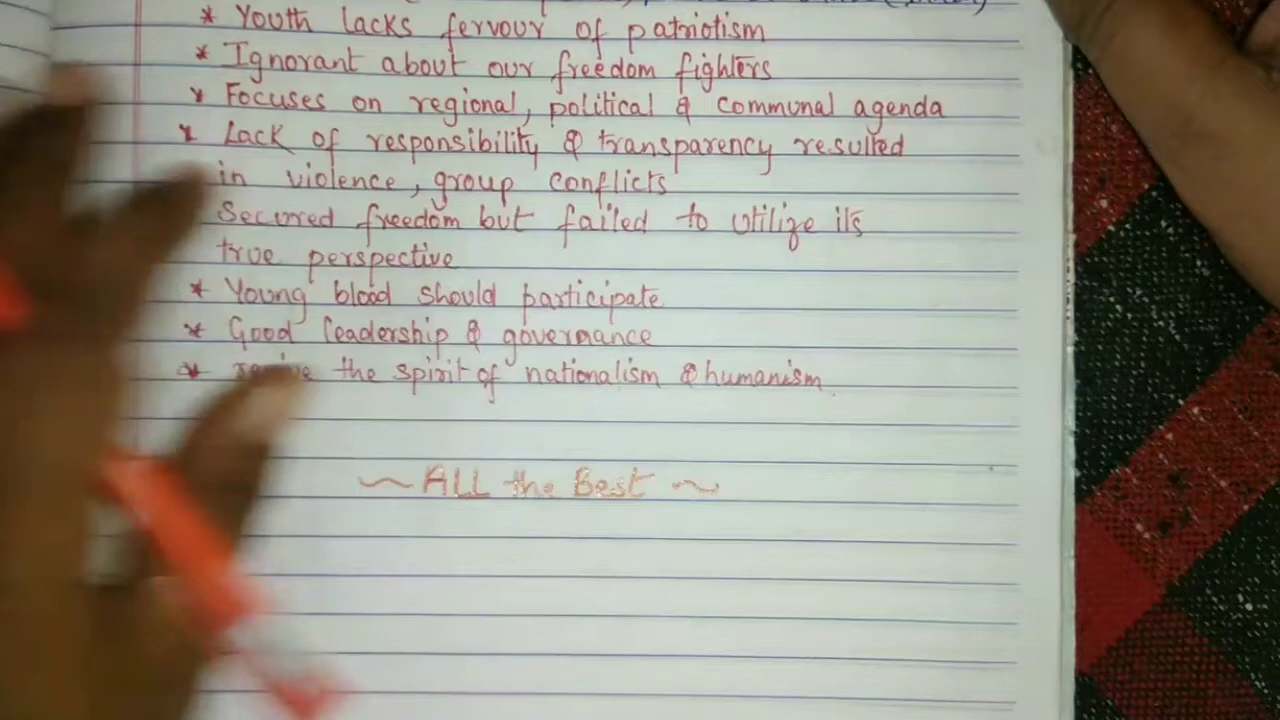 * Youth lacks fervour of patriotism
* Ignorant about our freedom fighters
* Focuses on regional, political & communal agenda
* Lack of responsibility & transparency resulted
in violence, group conflicts
Secured freedom but failed to utilize its
true perspective
* Young blood should participate
* Good leadership & governance
* the spirit of nationalism & humanism.
~ ALL the Best ~